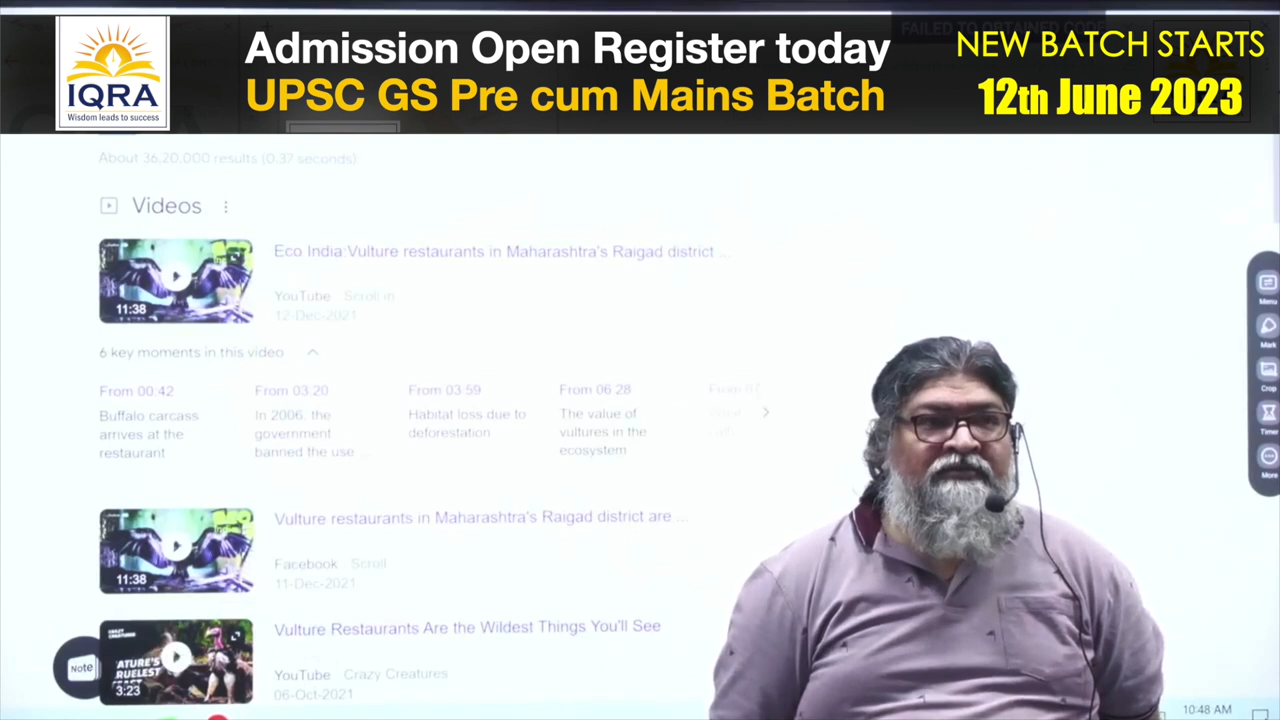 IQRA
Wisdom leads to success
Admission Open Register today
UPSC GS Pre cum Mains Batch
NEW BATCH STARTS
12th June 2023
FAILED TO OBTAINED CODE
About 36,20,000 results (0.37 seconds)
Videos
Eco India:Vulture restaurants in Maharashtra's Raigad district ...
11:38
YouTube Scroll in
12-Dec-2021
6 key moments in this video
From 00:42
Buffalo carcass
arrives at the
restaurant
From 03:20
In 2006, the
government
banned the use ...
From 03:59
Habitat loss due to
deforestation
From 06:28
The value of
vultures in the
ecosystem
Vulture restaurants in Maharashtra's Raigad district are ...
11:38
Facebook Scroll
11-Dec-2021
Vulture Restaurants Are the Wildest Things You'll See
CRAZY
CREATURES
3:23
YouTube Crazy Creatures
06-Oct-2021
Note
Menu
Mark
Crop
Timer
More
10:48 AM